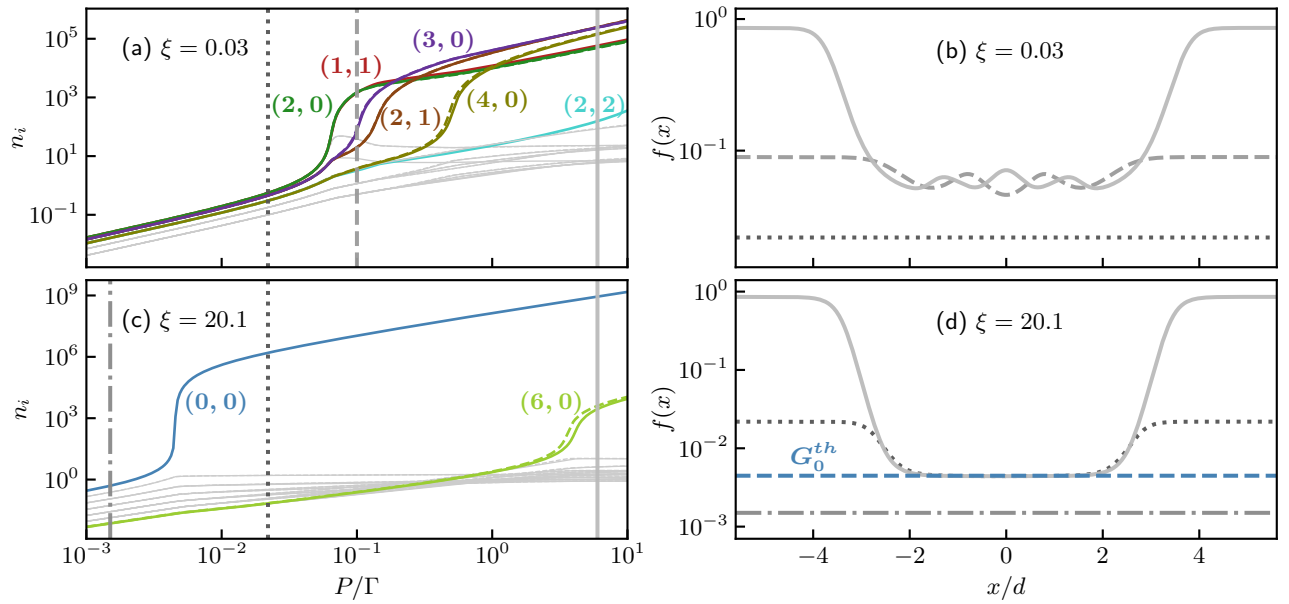 (a) ξ = 0.03
(3, 0)
(1, 1)
(2, 0)
(2, 1)
(4, 0)
(2, 2)
n_i
10^5
10^3
10^1
10^{-1}
(b) ξ = 0.03
f(x)
10^{-1}
(c) ξ = 20.1
(0, 0)
(6, 0)
n_i
10^9
10^6
10^3
10^0
10^{-3}
10^{-2}
10^{-1}
10^0
10^1
P/Γ
(d) ξ = 20.1
G_0^{th}
f(x)
10^0
10^{-1}
10^{-2}
10^{-3}
−4
−2
0
2
4
x/d